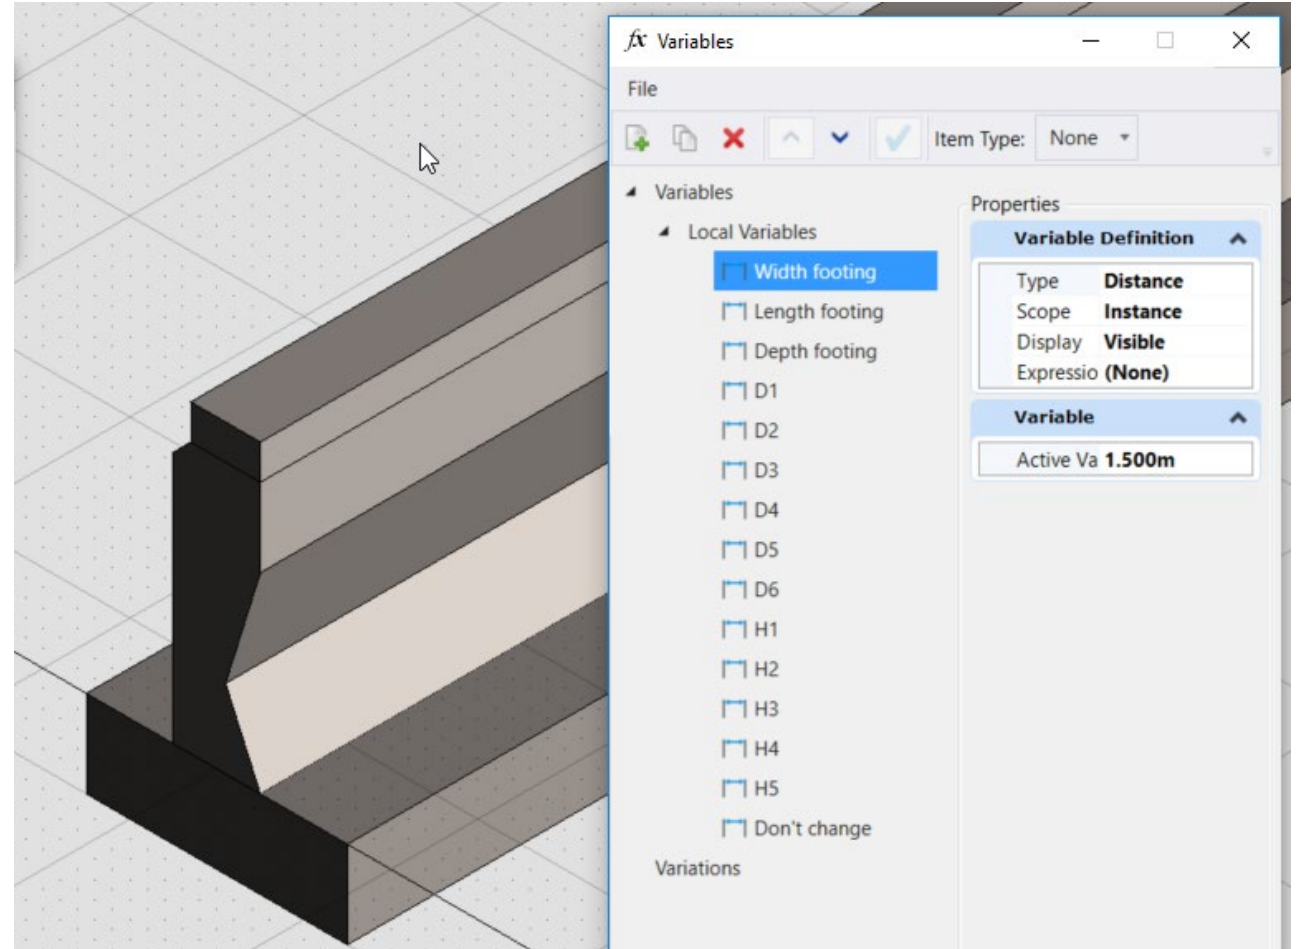 fx Variables
File
Item Type: None
Variables
Local Variables
Width footing
Length footing
Depth footing
D1
D2
D3
D4
D5
D6
H1
H2
H3
H4
H5
Don't change
Variations
Properties
Variable Definition
Type Distance
Scope Instance
Display Visible
Expressio (None)
Variable
Active Va 1.500m